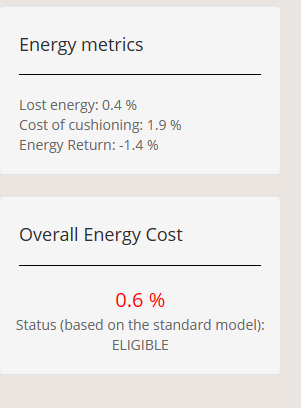 Energy metrics
Lost energy: 0.4 %
Cost of cushioning: 1.9 %
Energy Return: -1.4 %
Overall Energy Cost
0.6 %
Status (based on the standard model):
ELIGIBLE